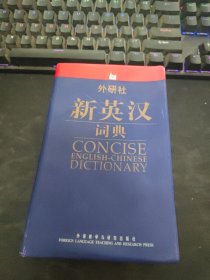 外研社
新英汉
词典
CONCISE
ENGLISH-CHINESE
DICTIONARY
外语教学与研究出版社
FOREIGN LANGUAGE TEACHING AND RESEARCH PRESS